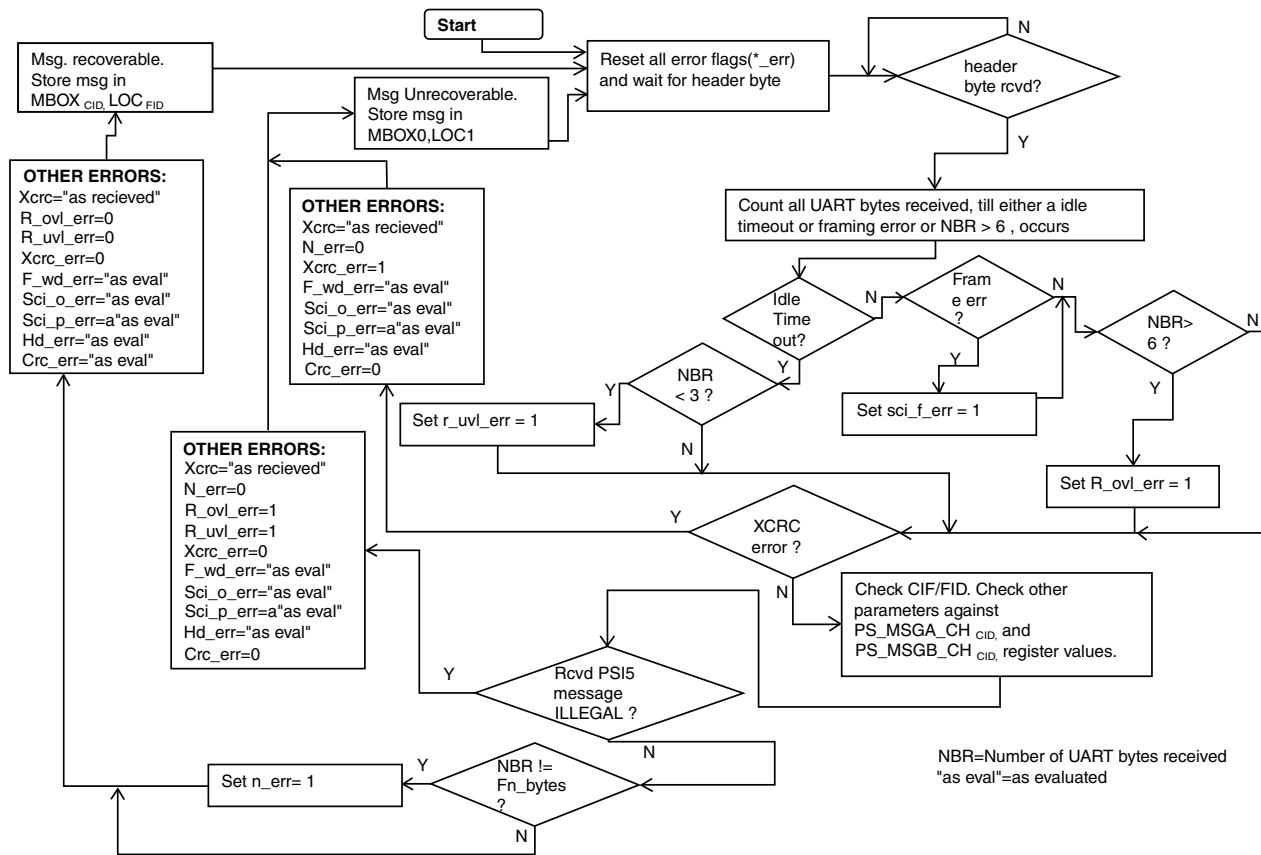 Start
Msg. recoverable.
Store msg in
MBOX CID, LOC FID
Msg Unrecoverable.
Store msg in
MBOX0,LOC1
Reset all error flags(*_err)
and wait for header byte
N
header
byte rcvd?
Y
OTHER ERRORS:
Xcrc="as recieved"
R_ovl_err=0
R_uvl_err=0
Xcrc_err=0
F_wd_err="as eval"
Sci_o_err="as eval"
Sci_p_err=a"as eval"
Hd_err="as eval"
Crc_err="as eval"
OTHER ERRORS:
Xcrc="as recieved"
N_err=0
Xcrc_err=1
F_wd_err="as eval"
Sci_o_err="as eval"
Sci_p_err=a"as eval"
Hd_err="as eval"
Crc_err=0
Count all UART bytes received, till either a idle
timeout or framing error or NBR > 6 , occurs
Idle
Time
out?
N
Y
Fram
e err
?
N
Y
NBR>
6 ?
N
Y
NBR
< 3 ?
Y
N
Set r_uvl_err = 1
Set sci_f_err = 1
Set R_ovl_err = 1
OTHER ERRORS:
Xcrc="as recieved"
N_err=0
R_ovl_err=1
R_uvl_err=1
Xcrc_err=0
F_wd_err="as eval"
Sci_o_err="as eval"
Sci_p_err=a"as eval"
Hd_err="as eval"
Crc_err=0
XCRC
error ?
Y
N
Check CIF/FID. Check other
parameters against
PS_MSGA_CH CID, and
PS_MSGB_CH CID, register values.
Rcvd PSI5
message
ILLEGAL ?
Y
N
NBR !=
Fn_bytes
?
Y
N
Set n_err= 1
NBR=Number of UART bytes received
"as eval"=as evaluated